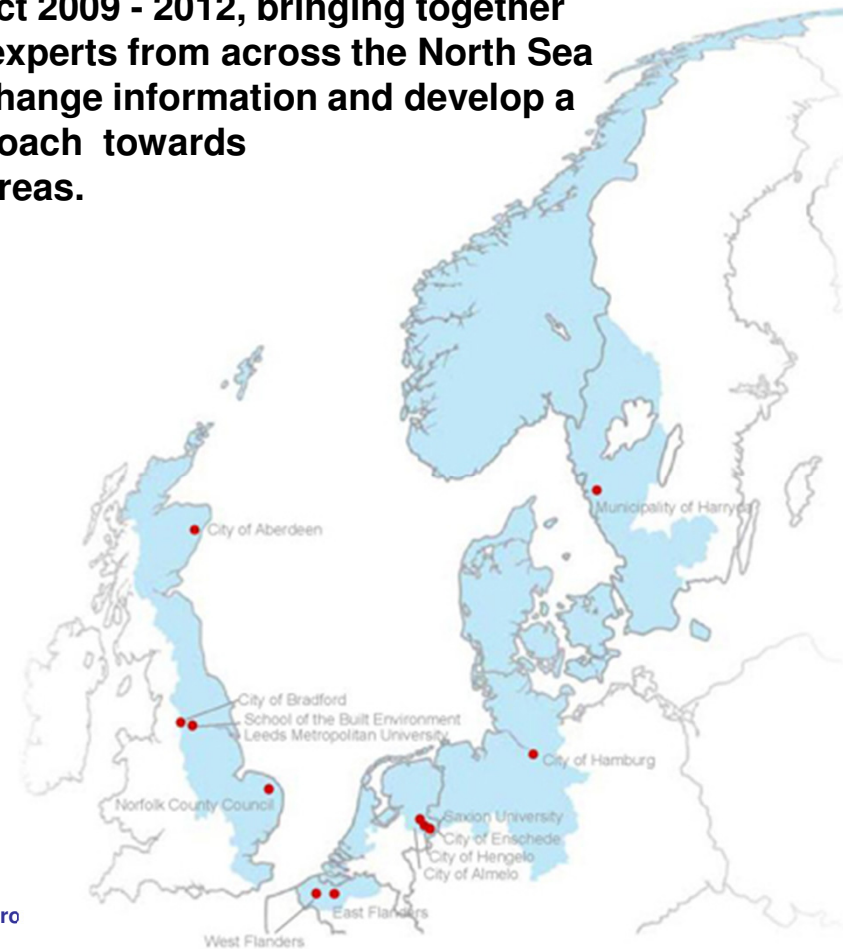 ct 2009 - 2012, bringing together
experts from across the North Sea
hange information and develop a
oach towards
reas.
City of Aberdeen
Municipality of Harryda
City of Bradford
School of the Built Environment
Leeds Metropolitan University
City of Hamburg
Norfolk County Council
Saxion University
City of Enschede
City of Hengelo
City of Almelo
East Flanders
West Flanders
ro